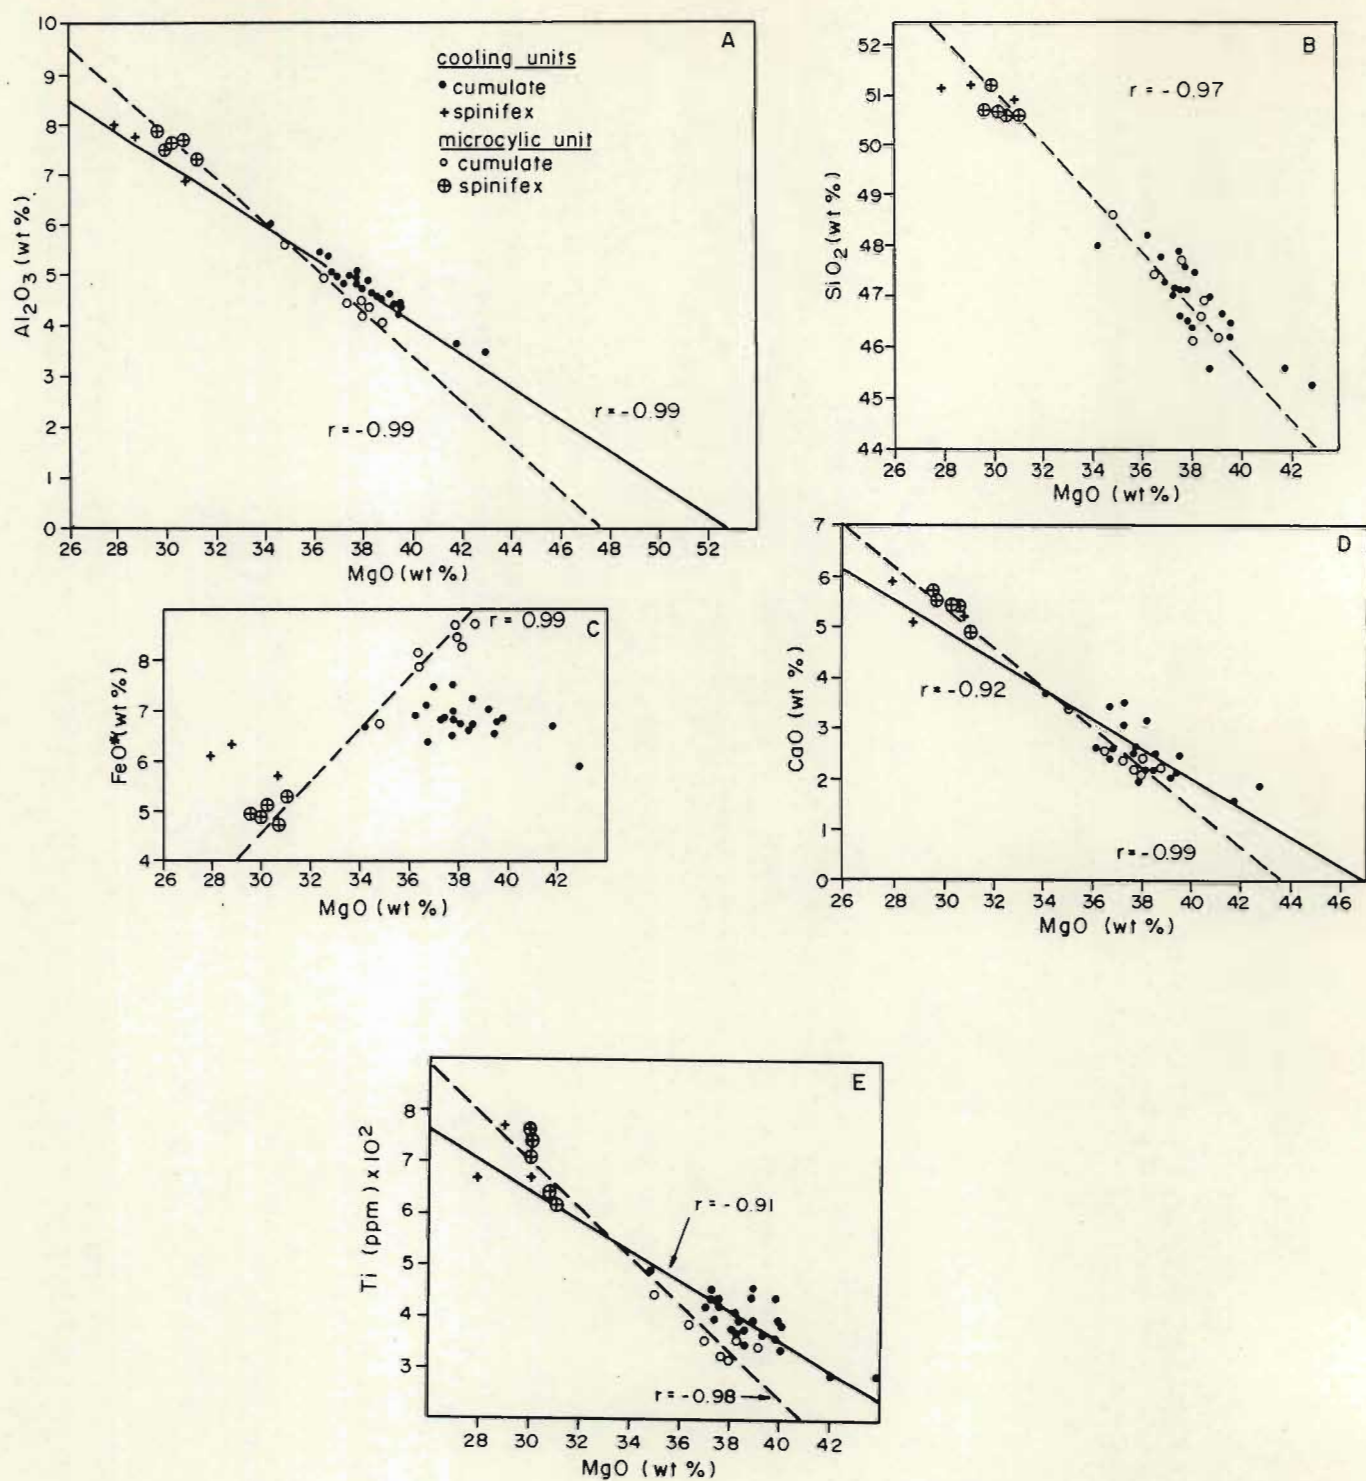 A
10
9
8
7
6
5
4
3
2
1
0
Al2O3 (wt %)
cooling units
• cumulate
+ spinifex
microcylic unit
○ cumulate
⊕ spinifex
r = -0.99
r = -0.99
26 28 30 32 34 36 38 40 42 44 46 48 50 52
MgO (wt %)
B
52
51
50
49
48
47
46
45
44
SiO2 (wt %)
r = -0.97
26 28 30 32 34 36 38 40 42
MgO (wt %)
C
8
7
6
5
4
FeO* (wt %)
r = 0.99
26 28 30 32 34 36 38 40 42
MgO (wt %)
D
7
6
5
4
3
2
1
0
CaO (wt %)
r = -0.92
r = -0.99
26 28 30 32 34 36 38 40 42 44 46
MgO (wt %)
E
8
7
6
5
4
3
Ti (ppm) x 10²
r = -0.91
r = -0.98
28 30 32 34 36 38 40 42
MgO (wt %)